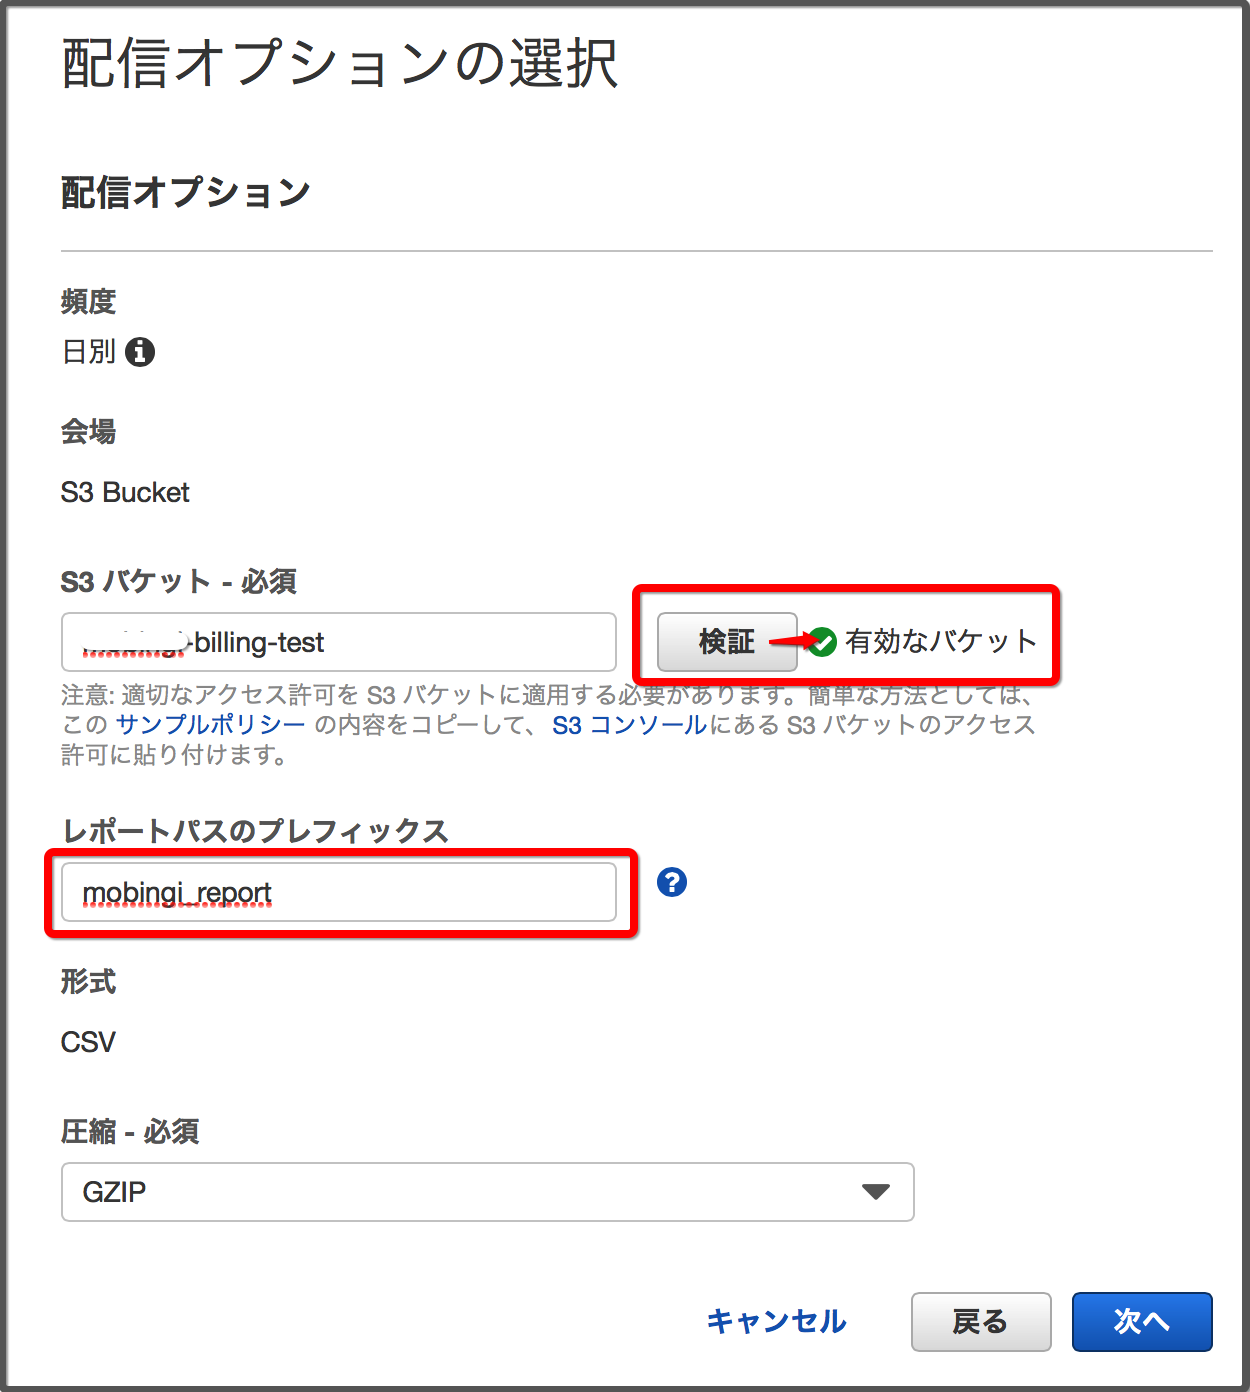 配信オプションの選択
配信オプション
頻度
日別
会場
S3 Bucket
S3 バケット - 必須
-billing-test
検証 有効なバケット
注意: 適切なアクセス許可を S3 バケットに適用する必要があります。簡単な方法としては、
この サンプルポリシー の内容をコピーして、 S3 コンソールにある S3 バケットのアクセス
許可に貼り付けます。
レポートパスのプレフィックス
mobingi_report
形式
CSV
圧縮 - 必須
GZIP
キャンセル 戻る 次へ